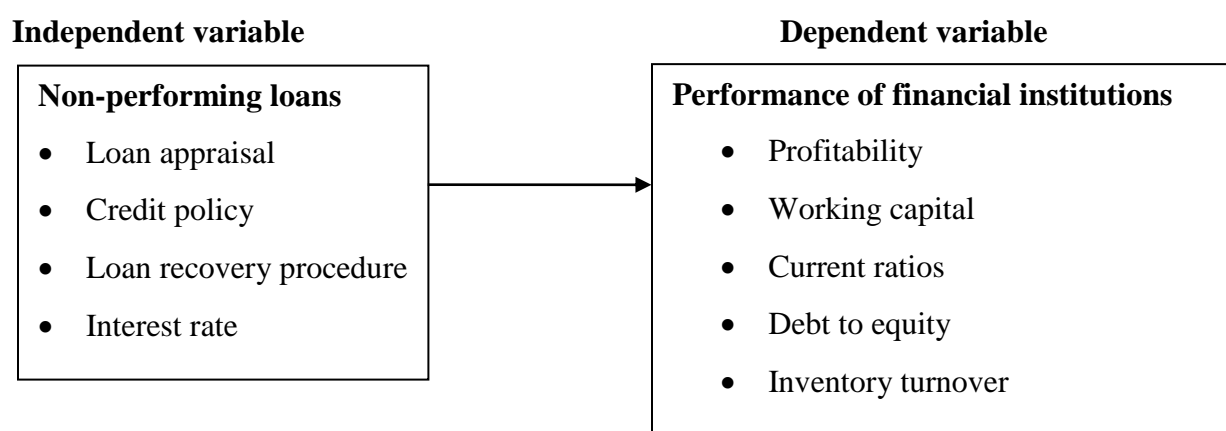 Independent variable
Dependent variable
Non-performing loans
• Loan appraisal
• Credit policy
• Loan recovery procedure
• Interest rate
Performance of financial institutions
• Profitability
• Working capital
• Current ratios
• Debt to equity
• Inventory turnover